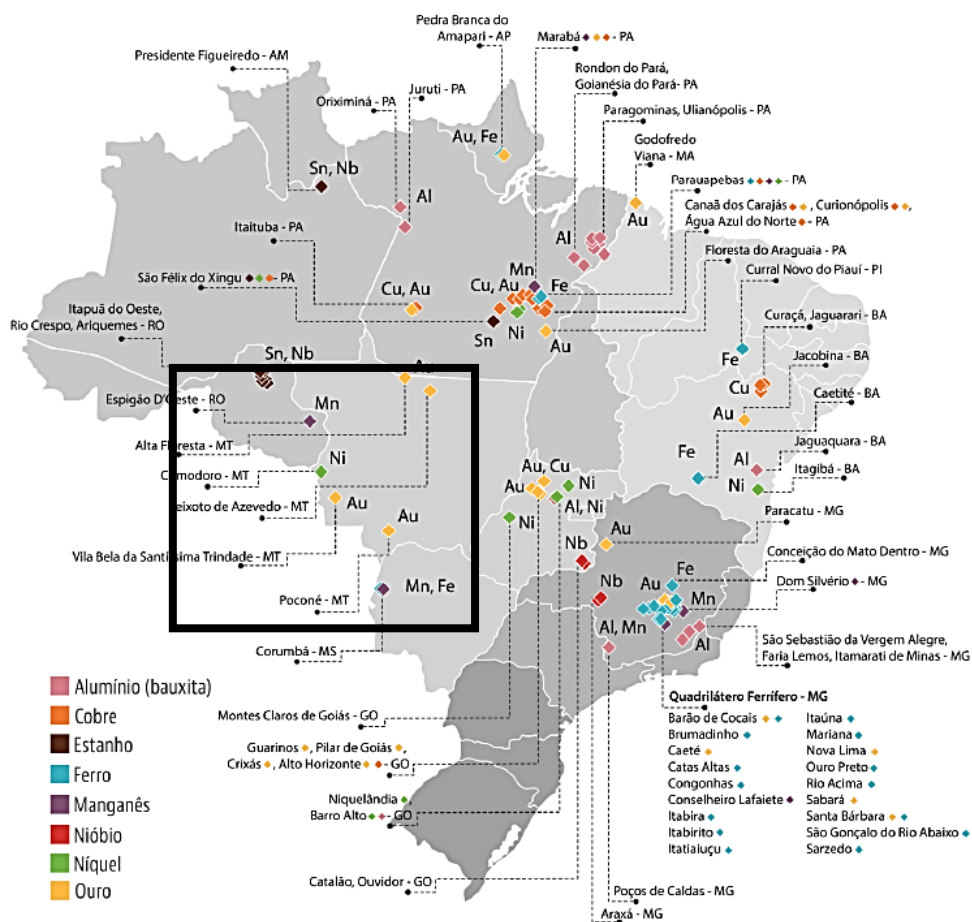 Pedra Branca do
Amapari - AP
Marabá - PA
Presidente Figueiredo - AM
Rondon do Pará,
Goianésia do Pará- PA
Juruti - PA
Oriximiná - PA
Paragominas, Ulianópolis - PA
Au, Fe
Godofredo
Viana - MA
Sn, Nb
Parauapebas - PA
Al
Canaã dos Carajás , Curionópolis ,
Água Azul do Norte - PA
Au
Itaituba - PA
Al
Floresta do Araguaia - PA
Mn
Curral Novo do Piauí - PI
São Félix do Xingu - PA
Cu, Au
Cu, Au
Fe
Itapuã do Oeste,
Rio Crespo, Ariquemes - RO
Sn
Ni
Au
Curaçá, Jaguarari - BA
Sn, Nb
Au
Fe
Jacobina - BA
Cu
Espigão D'Oeste - RO
Mn
Au
Caetité - BA
Alta Floresta - MT
Jaguaquara - BA
Comodoro - MT
Ni
Au, Cu
Fe
Al
Itagibá - BA
eixoto de Azevedo - MT
Au
Au
Ni
Ni
Al, Ni
Paracatu - MG
Au
Ni
Au
Vila Bela da Santíssima Trindade - MT
Nb
Conceição do Mato Dentro - MG
Fe
Mn, Fe
Nb
Au
Mn
Dom Silvério - MG
Poconé - MT
Al, Mn
Al
São Sebastião da Vergem Alegre,
Faria Lemos, Itamarati de Minas - MG
Corumbá - MS
Alumínio (bauxita)
Cobre
Estanho
Ferro
Manganês
Nióbio
Níquel
Ouro
Montes Claros de Goiás - GO
Guarinos , Pilar de Goiás ,
Crixás , Alto Horizonte - GO
Niquelândia
Barro Alto - GO
Catalão, Ouvidor - GO
Quadrilátero Ferrífero - MG
Barão de Cocais
Brumadinho
Caeté
Catas Altas
Congonhas
Conselheiro Lafaiete
Itabira
Itabirito
Itatiaiuçu
Itaúna
Mariana
Nova Lima
Ouro Preto
Rio Acima
Sabará
Santa Bárbara
São Gonçalo do Rio Abaixo
Sarzedo
Poços de Caldas - MG
Araxá - MG